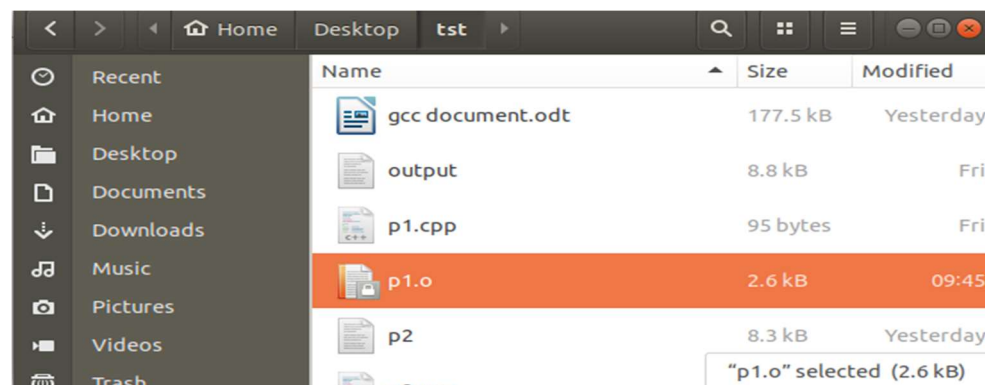 Home Desktop tst
Recent
Home
Desktop
Documents
Downloads
Music
Pictures
Videos
Trash
Name Size Modified
gcc document.odt 177.5 kB Yesterday
output 8.8 kB Fri
p1.cpp 95 bytes Fri
p1.o 2.6 kB 09:45
p2 8.3 kB Yesterday
"p1.o" selected (2.6 kB)